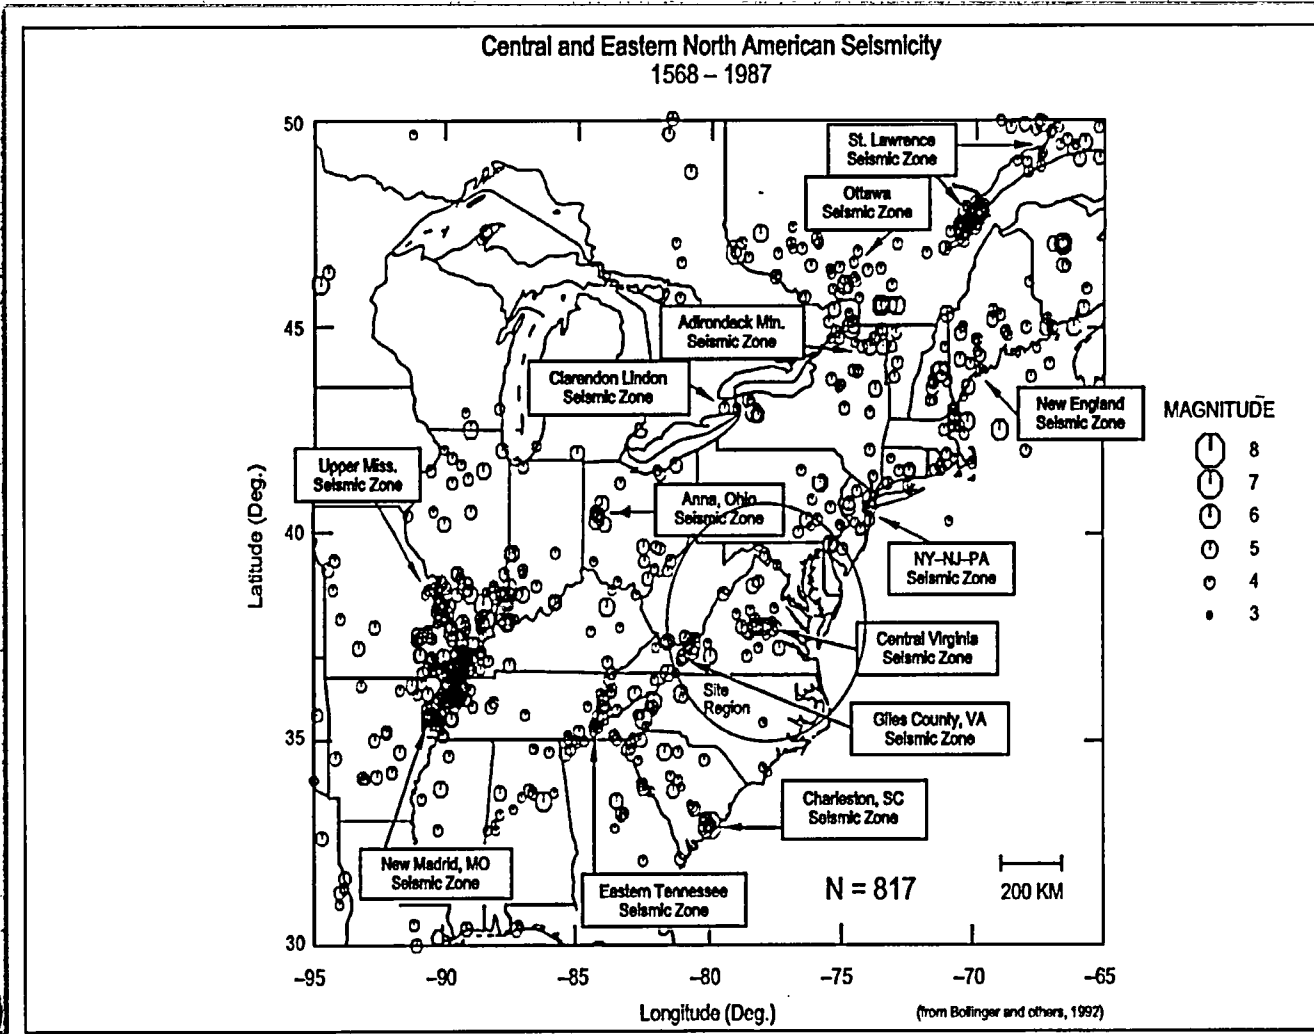 Central and Eastern North American Seismicity
1568 – 1987
50
45
40
35
30
Latitude (Deg.)
–95
–90
–85
–80
–75
–70
–65
Longitude (Deg.)
(from Bollinger and others, 1992)
St. Lawrence
Seismic Zone
Ottawa
Seismic Zone
Adirondack Mtn.
Seismic Zone
Clarendon Lindon
Seismic Zone
New England
Seismic Zone
Upper Miss.
Seismic Zone
Anna, Ohio
Seismic Zone
NY–NJ–PA
Seismic Zone
Central Virginia
Seismic Zone
Site
Region
Giles County, VA
Seismic Zone
Charleston, SC
Seismic Zone
New Madrid, MO
Seismic Zone
Eastern Tennessee
Seismic Zone
N = 817
200 KM
MAGNITUDE
8
7
6
5
4
3